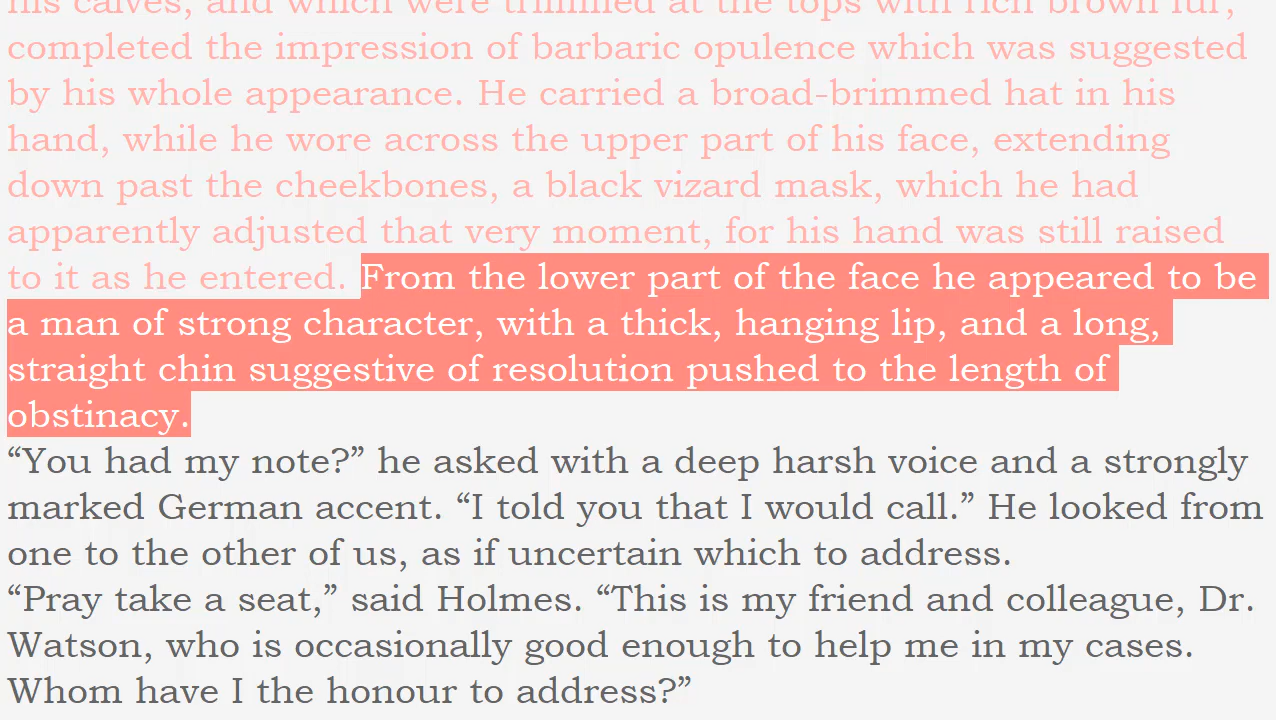 his calves, and which were trimmed at the tops with rich brown fur,
completed the impression of barbaric opulence which was suggested
by his whole appearance. He carried a broad-brimmed hat in his
hand, while he wore across the upper part of his face, extending
down past the cheekbones, a black vizard mask, which he had
apparently adjusted that very moment, for his hand was still raised
to it as he entered. From the lower part of the face he appeared to be
a man of strong character, with a thick, hanging lip, and a long,
straight chin suggestive of resolution pushed to the length of
obstinacy.
“You had my note?” he asked with a deep harsh voice and a strongly
marked German accent. “I told you that I would call.” He looked from
one to the other of us, as if uncertain which to address.
“Pray take a seat,” said Holmes. “This is my friend and colleague, Dr.
Watson, who is occasionally good enough to help me in my cases.
Whom have I the honour to address?”